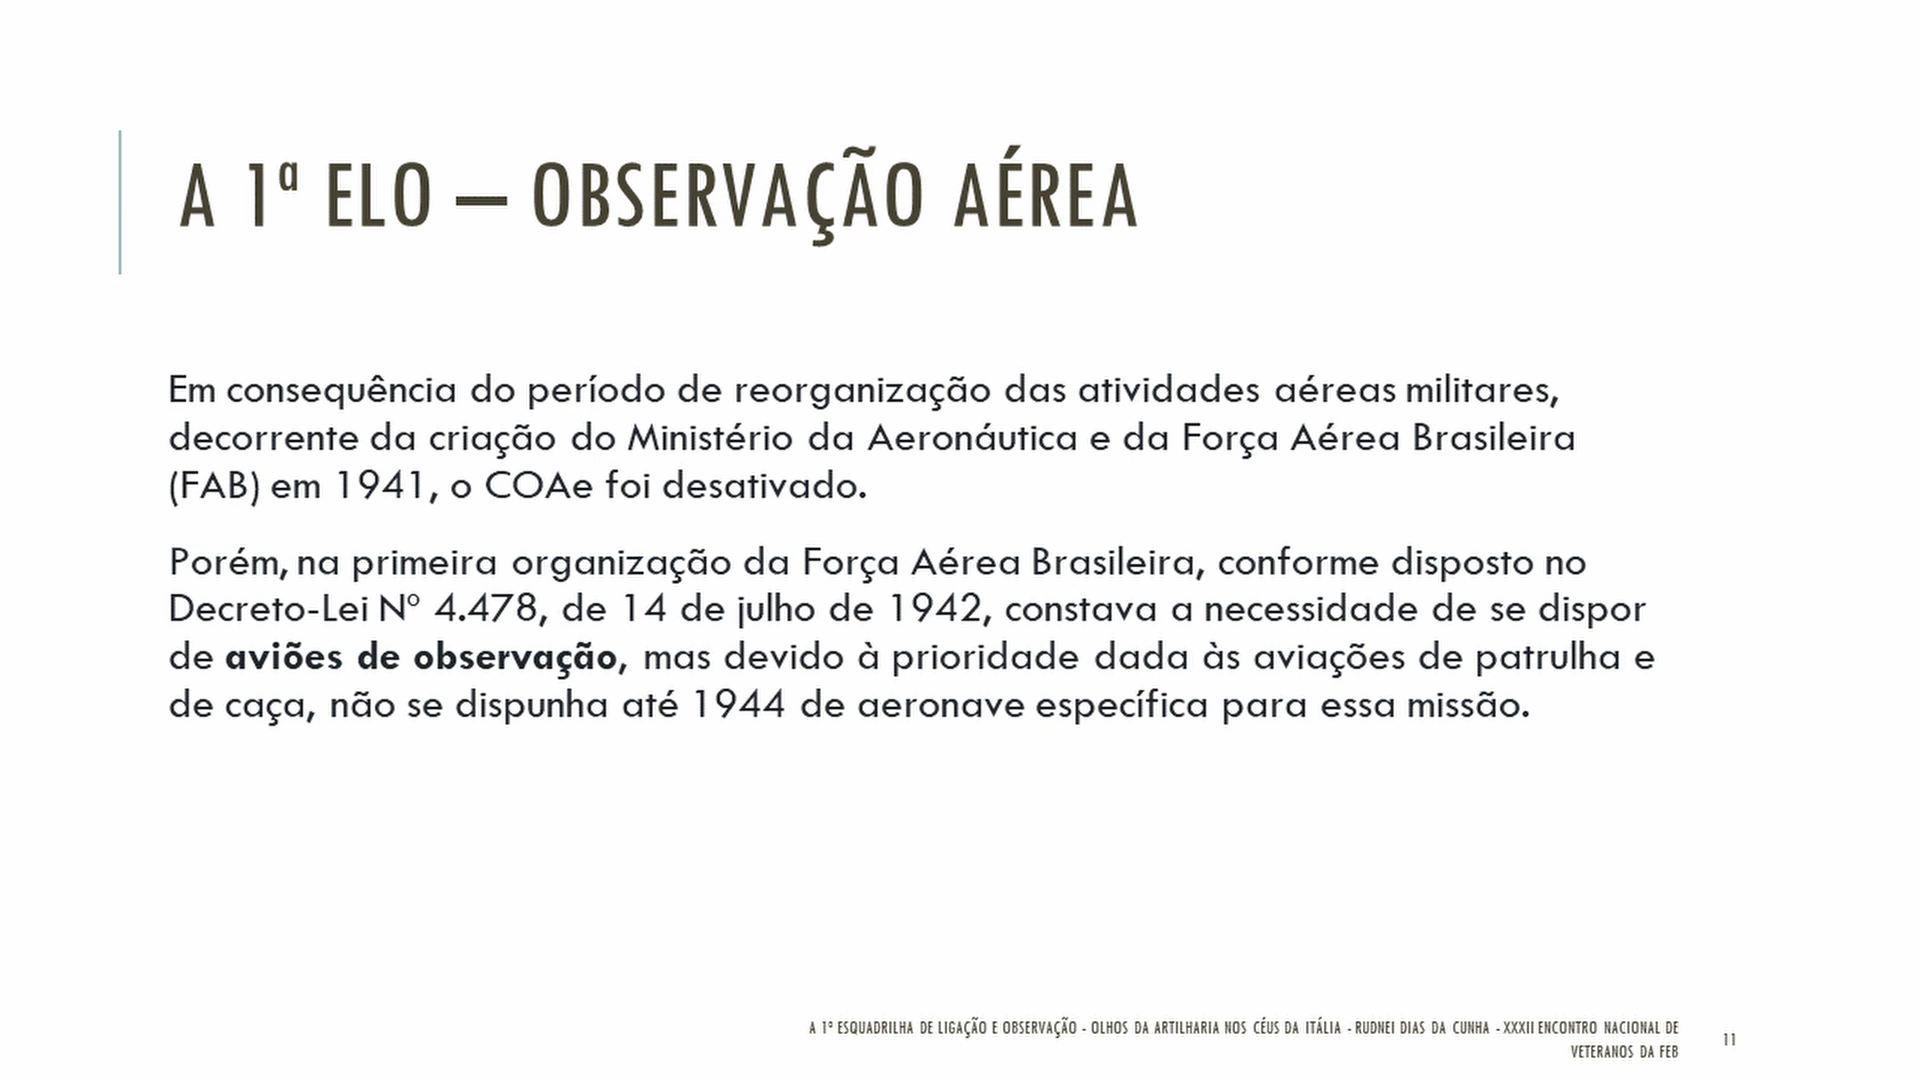 A 1ª ELO – OBSERVAÇÃO AÉREA
Em consequência do período de reorganização das atividades aéreas militares,
decorrente da criação do Ministério da Aeronáutica e da Força Aérea Brasileira
(FAB) em 1941, o COAe foi desativado.
Porém, na primeira organização da Força Aérea Brasileira, conforme disposto no
Decreto-Lei Nº 4.478, de 14 de julho de 1942, constava a necessidade de se dispor
de aviões de observação, mas devido à prioridade dada às aviações de patrulha e
de caça, não se dispunha até 1944 de aeronave específica para essa missão.
A 1ª ESQUADRILHA DE LIGAÇÃO E OBSERVAÇÃO - OLHOS DA ARTILHARIA NOS CÉUS DA ITÁLIA - RUDNEI DIAS DA CUNHA - XXXII ENCONTRO NACIONAL DE
VETERANOS DA FEB
11